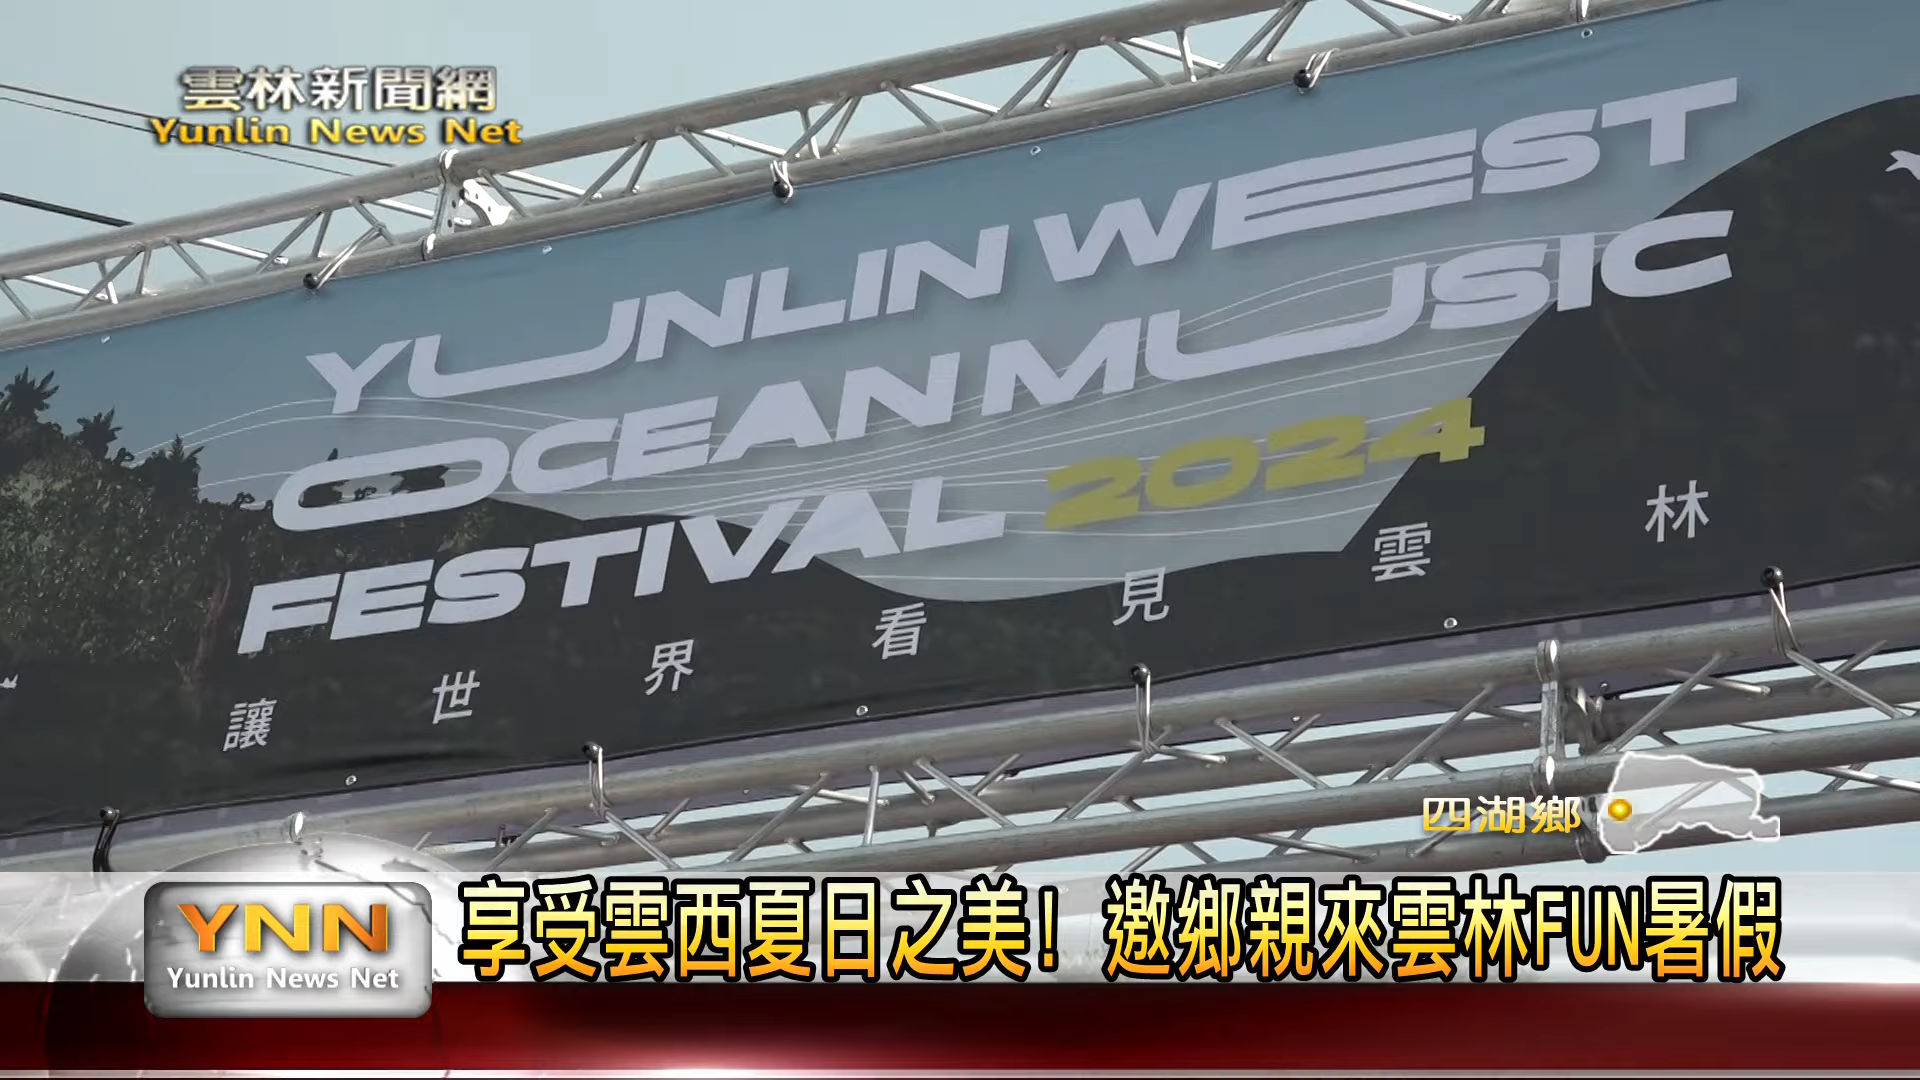 雲林新聞網
Yunlin News Net
YUNLIN WEST
OCEAN MUSIC
FESTIVAL 2024
讓世界看見雲林
四湖鄉
YNN
Yunlin News Net
享受雲西夏日之美! 邀鄉親來雲林FUN暑假